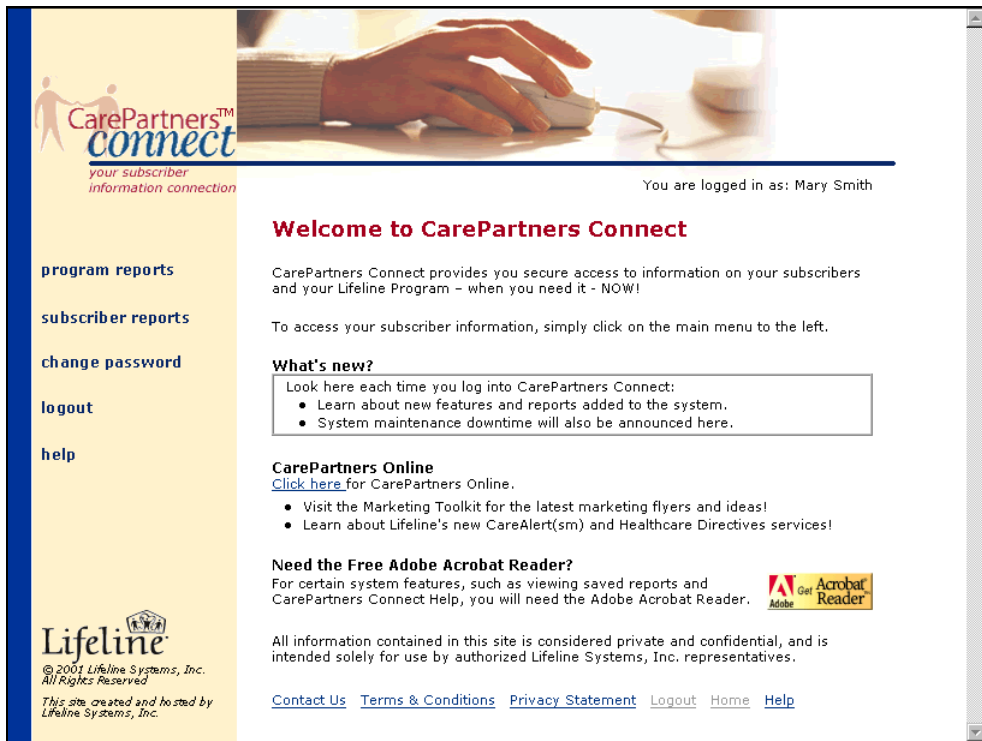 CarePartners™
connect
your subscriber
information connection
You are logged in as: Mary Smith
program reports
subscriber reports
change password
logout
help
Lifeline
© 2001 Lifeline Systems, Inc.
All Rights Reserved
This site created and hosted by
Lifeline Systems, Inc.
Welcome to CarePartners Connect
CarePartners Connect provides you secure access to information on your subscribers
and your Lifeline Program – when you need it - NOW!
To access your subscriber information, simply click on the main menu to the left.
What's new?
Look here each time you log into CarePartners Connect:
• Learn about new features and reports added to the system.
• System maintenance downtime will also be announced here.
CarePartners Online
Click here for CarePartners Online.
• Visit the Marketing Toolkit for the latest marketing flyers and ideas!
• Learn about Lifeline's new CareAlert(sm) and Healthcare Directives services!
Need the Free Adobe Acrobat Reader?
For certain system features, such as viewing saved reports and
CarePartners Connect Help, you will need the Adobe Acrobat Reader.
Adobe Get Acrobat Reader
All information contained in this site is considered private and confidential, and is
intended solely for use by authorized Lifeline Systems, Inc. representatives.
Contact Us Terms & Conditions Privacy Statement Logout Home Help